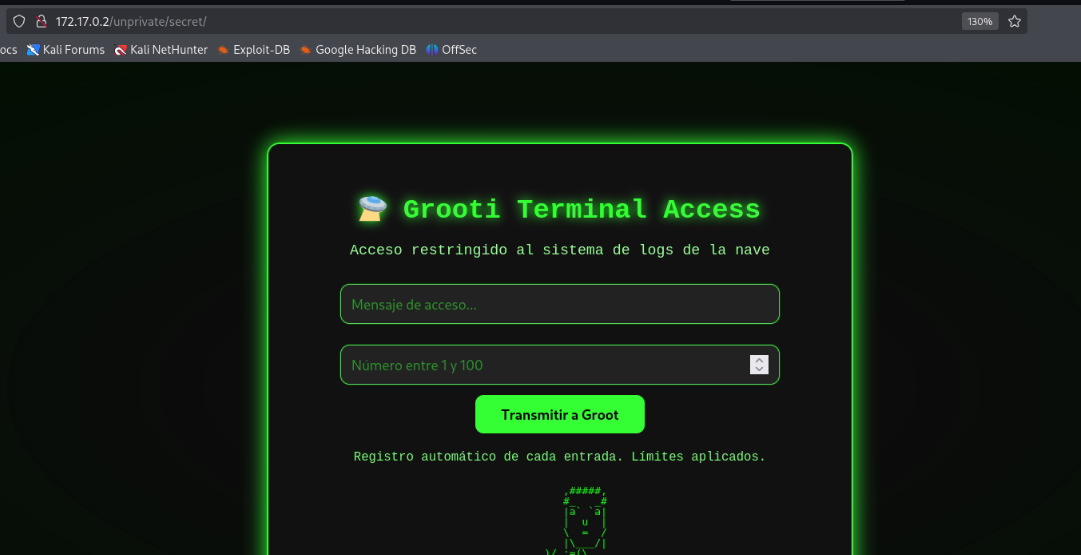 172.17.0.2/unprivate/secret/
130%
ocs Kali Forums Kali NetHunter Exploit-DB Google Hacking DB OffSec
Grooti Terminal Access
Acceso restringido al sistema de logs de la nave
Mensaje de acceso...
Número entre 1 y 100
Transmitir a Groot
Registro automático de cada entrada. Límites aplicados.
,#####,
#_   _#
|a` `a|
|  u  |
\  =  /
|\___/|